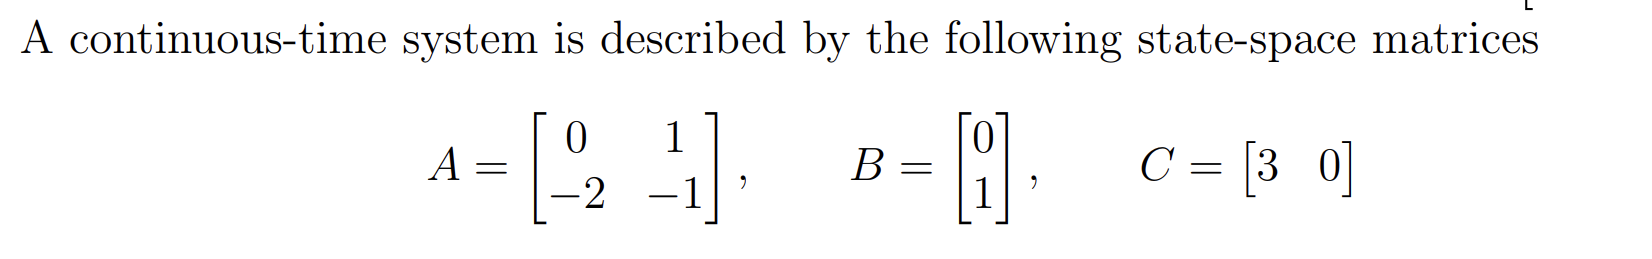 A continuous-time system is described by the following state-space matrices
A = [0 1; −2 −1], B = [0; 1], C = [3 0]